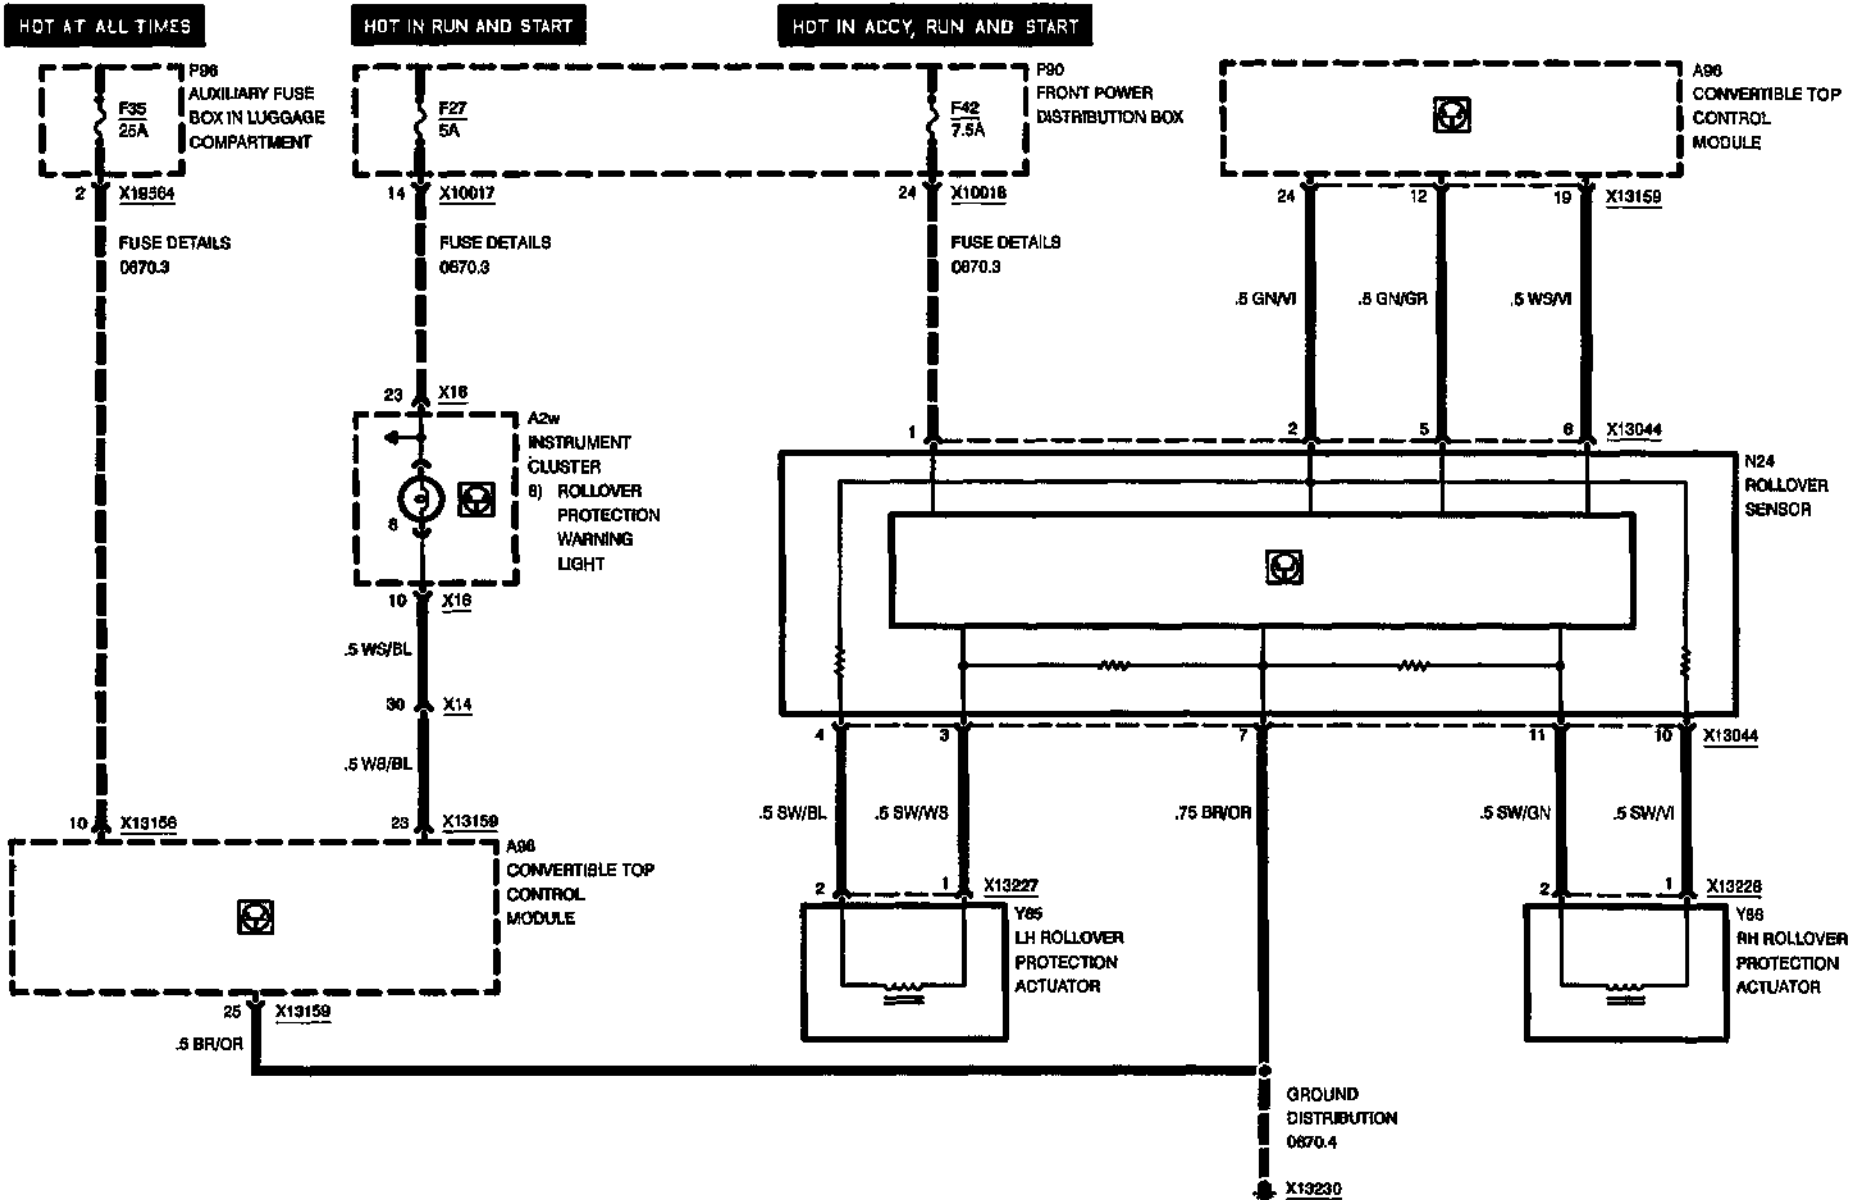 HOT AT ALL TIMES
HOT IN RUN AND START
HOT IN ACCY, RUN AND START
P96
AUXILIARY FUSE
BOX IN LUGGAGE
COMPARTMENT
F35
25A
F27
5A
F42
7.5A
P90
FRONT POWER
DISTRIBUTION BOX
A96
CONVERTIBLE TOP
CONTROL
MODULE
2 X19564
14 X10017
24 X10018
24 12 19 X13159
FUSE DETAILS
0670.3
FUSE DETAILS
0670.3
FUSE DETAILS
0670.3
.5 GN/VI
.5 GN/GR
.5 WS/VI
23 X16
A2w
INSTRUMENT
CLUSTER
8) ROLLOVER
PROTECTION
WARNING
LIGHT
8
1 2 5 6 X13044
N24
ROLLOVER
SENSOR
10 X16
.5 WS/BL
30 X14
.5 WS/BL
4 3 7 11 10 X13044
.5 SW/BL
.5 SW/WS
.75 BR/OR
.5 SW/GN
.5 SW/VI
10 X13156
23 X13159
A96
CONVERTIBLE TOP
CONTROL
MODULE
2 1 X13227
Y85
LH ROLLOVER
PROTECTION
ACTUATOR
2 1 X13228
Y86
RH ROLLOVER
PROTECTION
ACTUATOR
25 X13159
.5 BR/OR
GROUND
DISTRIBUTION
0670.4
X13230